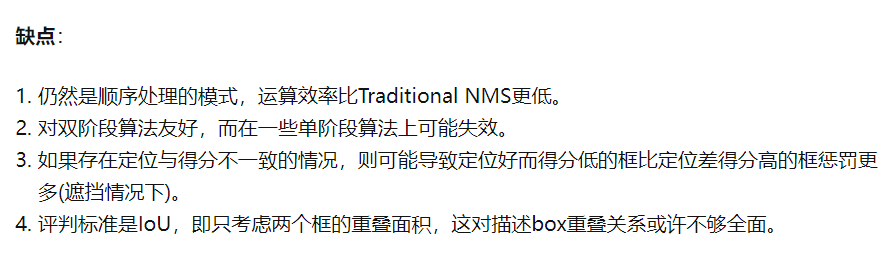 缺点：
1. 仍然是顺序处理的模式，运算效率比Traditional NMS更低。
2. 对双阶段算法友好，而在一些单阶段算法上可能失效。
3. 如果存在定位与得分不一致的情况，则可能导致定位好而得分低的框比定位差得分高的框惩罚更
多(遮挡情况下)。
4. 评判标准是IoU，即只考虑两个框的重叠面积，这对描述box重叠关系或许不够全面。